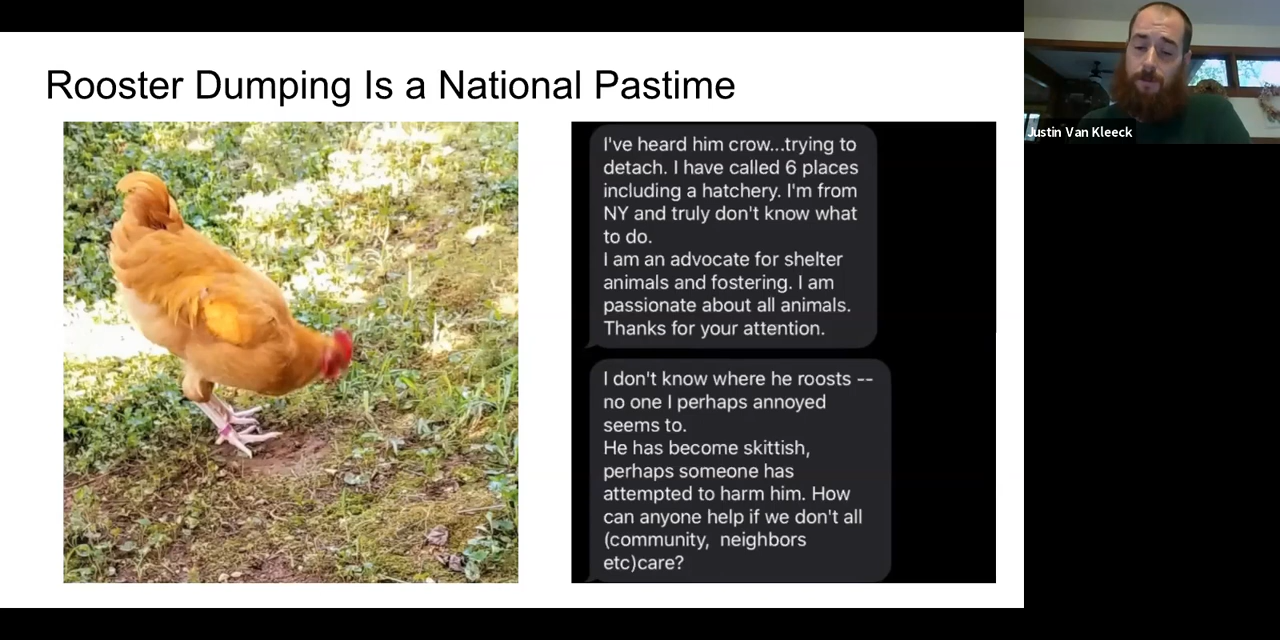 Rooster Dumping Is a National Pastime
I've heard him crow...trying to
detach. I have called 6 places
including a hatchery. I'm from
NY and truly don't know what
to do.
I am an advocate for shelter
animals and fostering. I am
passionate about all animals.
Thanks for your attention.
I don't know where he roosts --
no one I perhaps annoyed
seems to.
He has become skittish,
perhaps someone has
attempted to harm him. How
can anyone help if we don't all
(community,  neighbors
etc)care?
Justin Van Kleeck